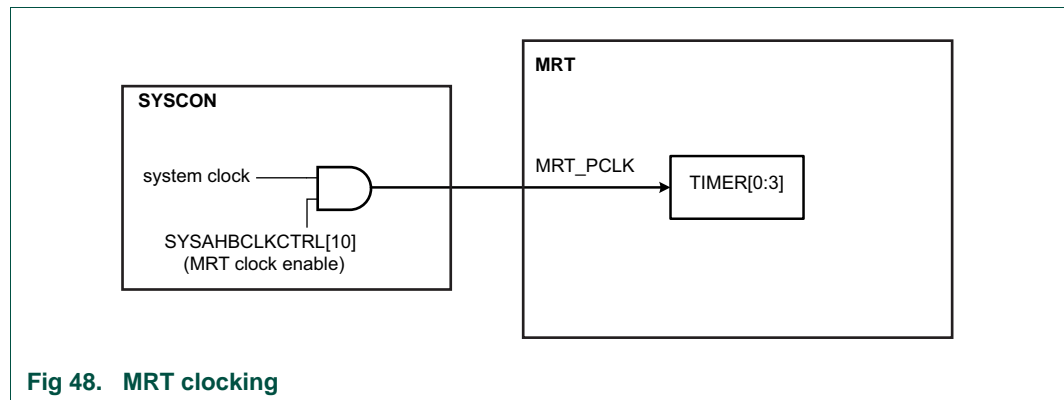 MRT
SYSCON
system clock
MRT_PCLK
TIMER[0:3]
SYSAHBCLKCTRL[10]
(MRT clock enable)
Fig 48. MRT clocking